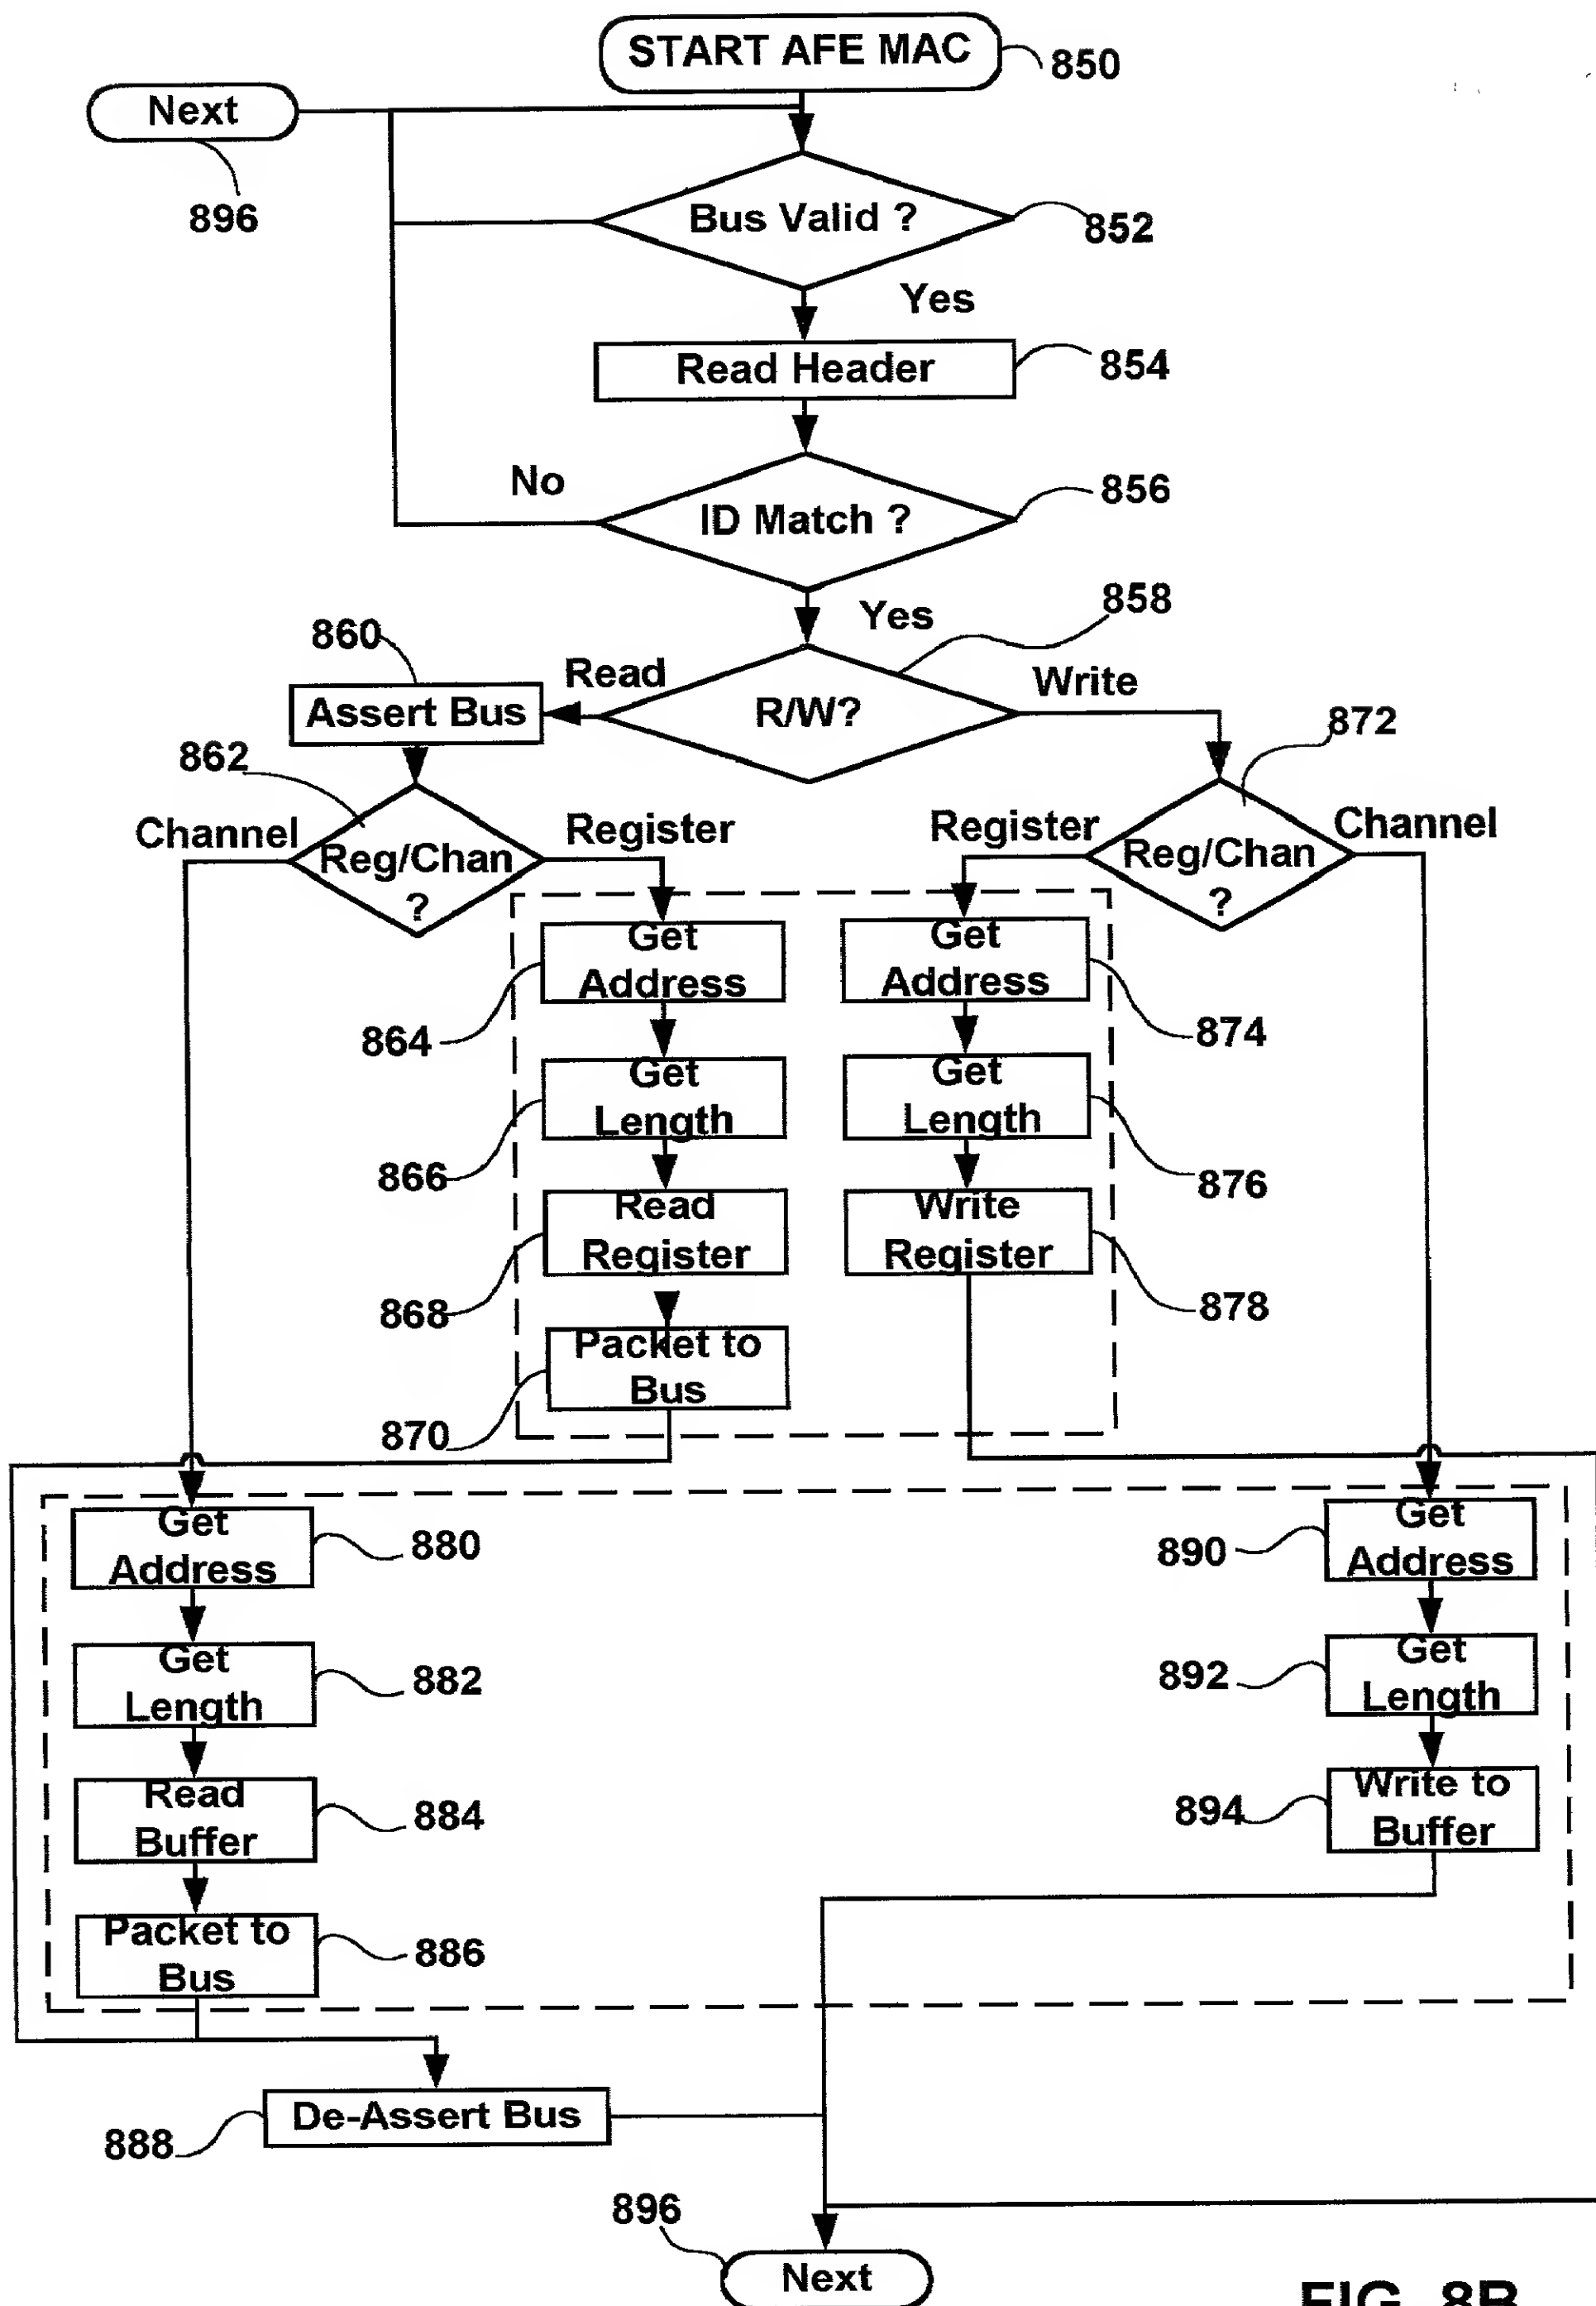 START AFE MAC
850
Next
896
Bus Valid ?
852
Yes
Read Header
854
No
ID Match ?
856
Yes
858
860
Read
Write
Assert Bus
R/W?
872
862
Channel
Reg/Chan
?
Register
Register
Reg/Chan
?
Channel
Get
Address
864
Get
Address
874
Get
Length
866
Get
Length
876
Read
Register
868
Write
Register
878
Packet to
Bus
870
Get
Address
880
890
Get
Address
Get
Length
882
892
Get
Length
Read
Buffer
884
894
Write to
Buffer
Packet to
Bus
886
De-Assert Bus
888
896
Next
FIG. 8B